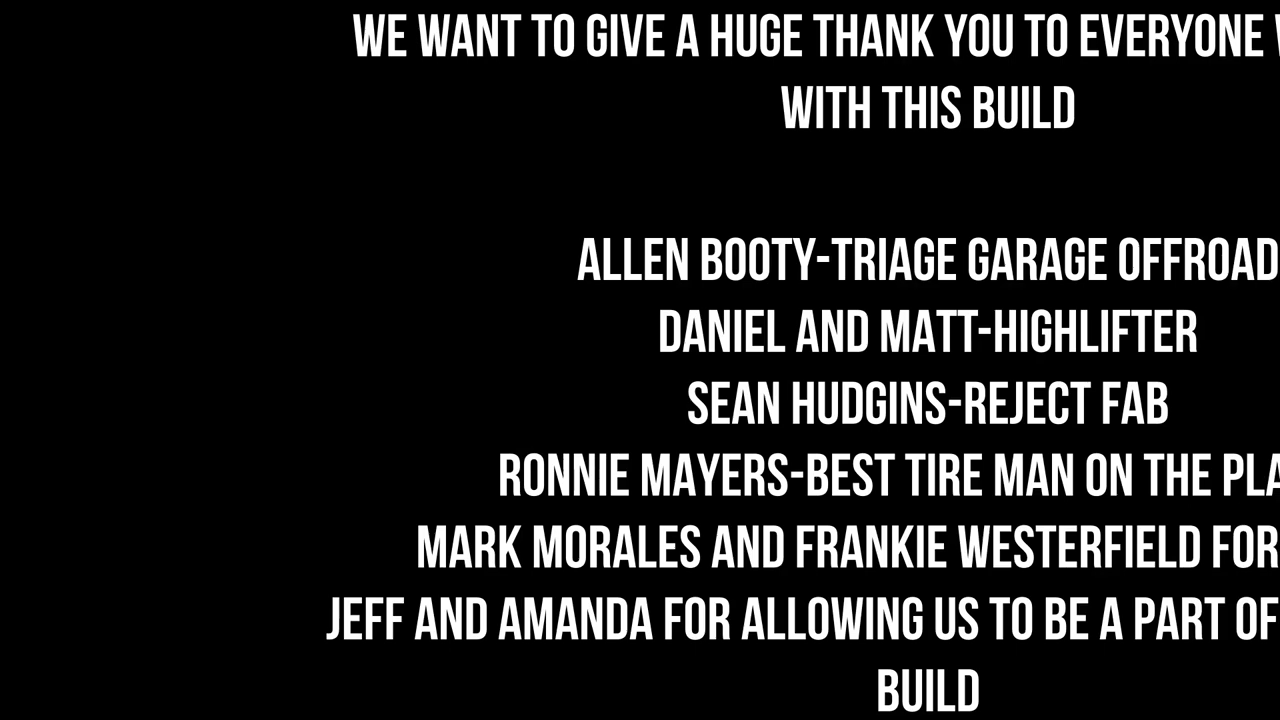 WE WANT TO GIVE A HUGE THANK YOU TO EVERYONE
WITH THIS BUILD
ALLEN BOOTY-TRIAGE GARAGE OFFROAD
DANIEL AND MATT-HIGHLIFTER
SEAN HUDGINS-REJECT FAB
RONNIE MAYERS-BEST TIRE MAN ON THE
MARK MORALES AND FRANKIE WESTERFIELD FOR
JEFF AND AMANDA FOR ALLOWING US TO BE A PART OF
BUILD